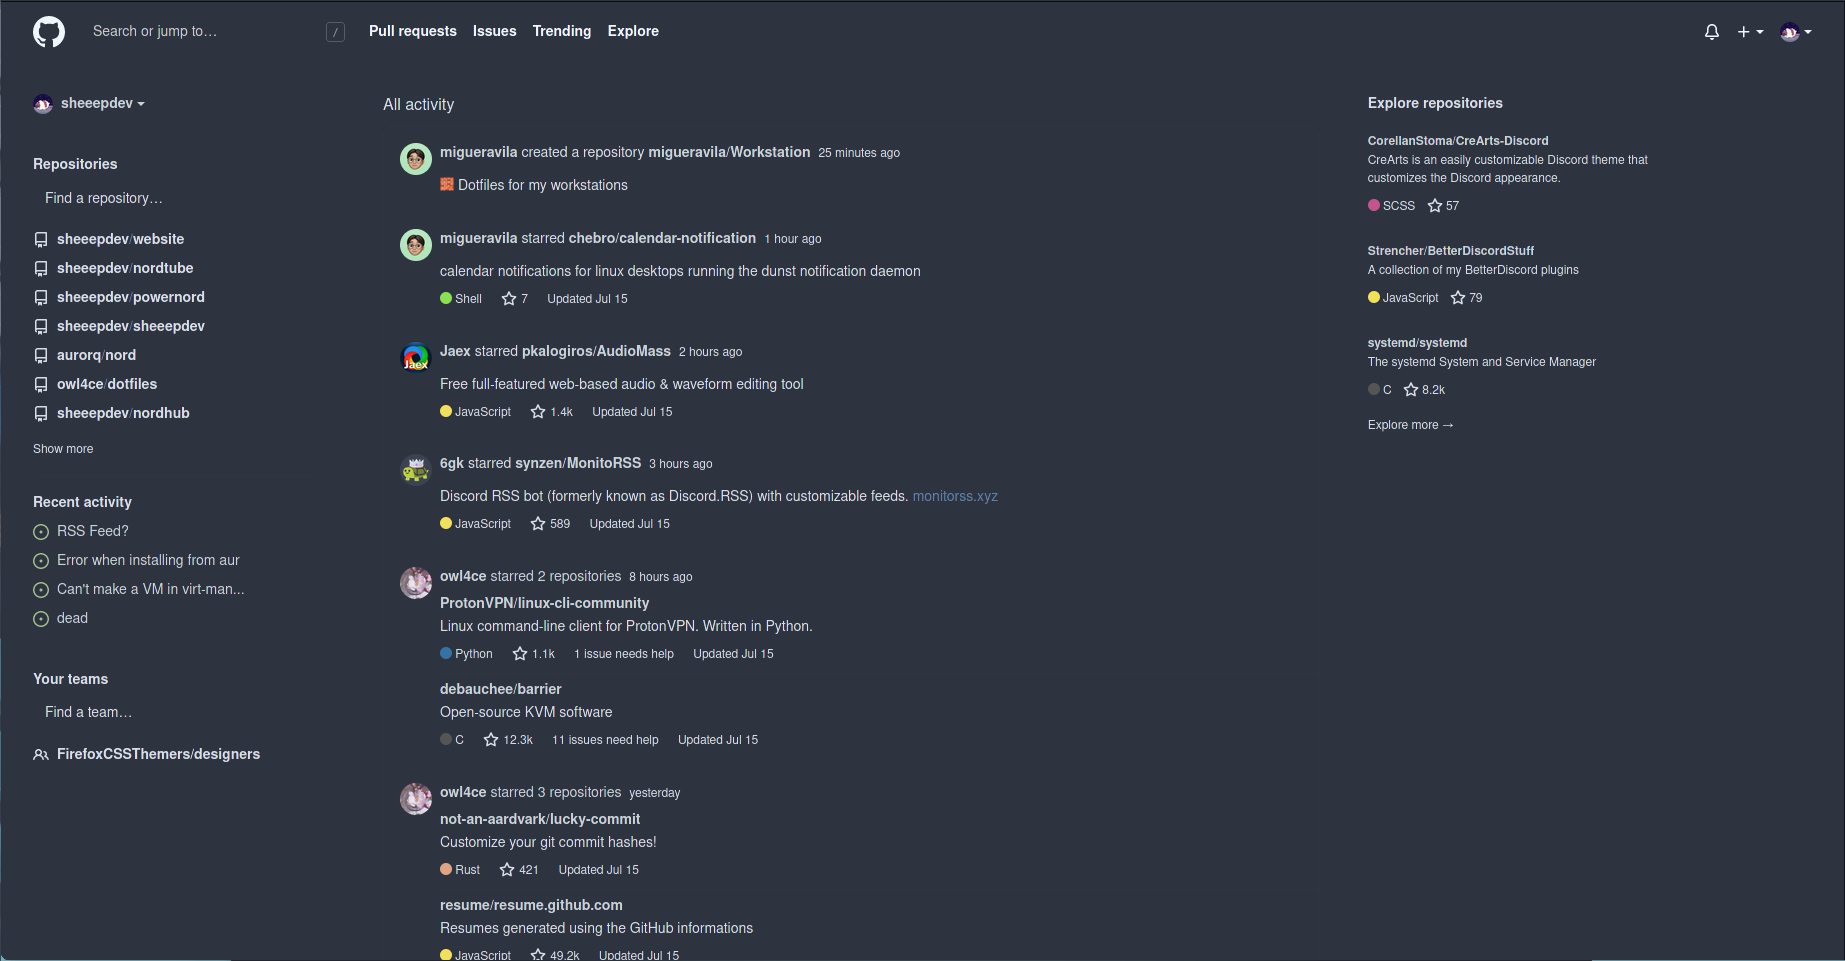 Search or jump to…
/
Pull requests Issues Trending Explore
sheeepdev
Repositories
Find a repository…
sheeepdev/website
sheeepdev/nordtube
sheeepdev/powernord
sheeepdev/sheeepdev
aurorq/nord
owl4ce/dotfiles
sheeepdev/nordhub
Show more
Recent activity
RSS Feed?
Error when installing from aur
Can't make a VM in virt-man...
dead
Your teams
Find a team…
FirefoxCSSThemers/designers
All activity
migueravila created a repository migueravila/Workstation 25 minutes ago
Dotfiles for my workstations
migueravila starred chebro/calendar-notification 1 hour ago
calendar notifications for linux desktops running the dunst notification daemon
Shell 7 Updated Jul 15
Jaex
Jaex starred pkalogiros/AudioMass 2 hours ago
Free full-featured web-based audio & waveform editing tool
JavaScript 1.4k Updated Jul 15
6gk starred synzen/MonitoRSS 3 hours ago
Discord RSS bot (formerly known as Discord.RSS) with customizable feeds. monitorss.xyz
JavaScript 589 Updated Jul 15
owl4ce starred 2 repositories 8 hours ago
ProtonVPN/linux-cli-community
Linux command-line client for ProtonVPN. Written in Python.
Python 1.1k 1 issue needs help Updated Jul 15
debauchee/barrier
Open-source KVM software
C 12.3k 11 issues need help Updated Jul 15
owl4ce starred 3 repositories yesterday
not-an-aardvark/lucky-commit
Customize your git commit hashes!
Rust 421 Updated Jul 15
resume/resume.github.com
Resumes generated using the GitHub informations
JavaScript 49.2k Updated Jul 15
Explore repositories
CorellanStoma/CreArts-Discord
CreArts is an easily customizable Discord theme that
customizes the Discord appearance.
SCSS 57
Strencher/BetterDiscordStuff
A collection of my BetterDiscord plugins
JavaScript 79
systemd/systemd
The systemd System and Service Manager
C 8.2k
Explore more →